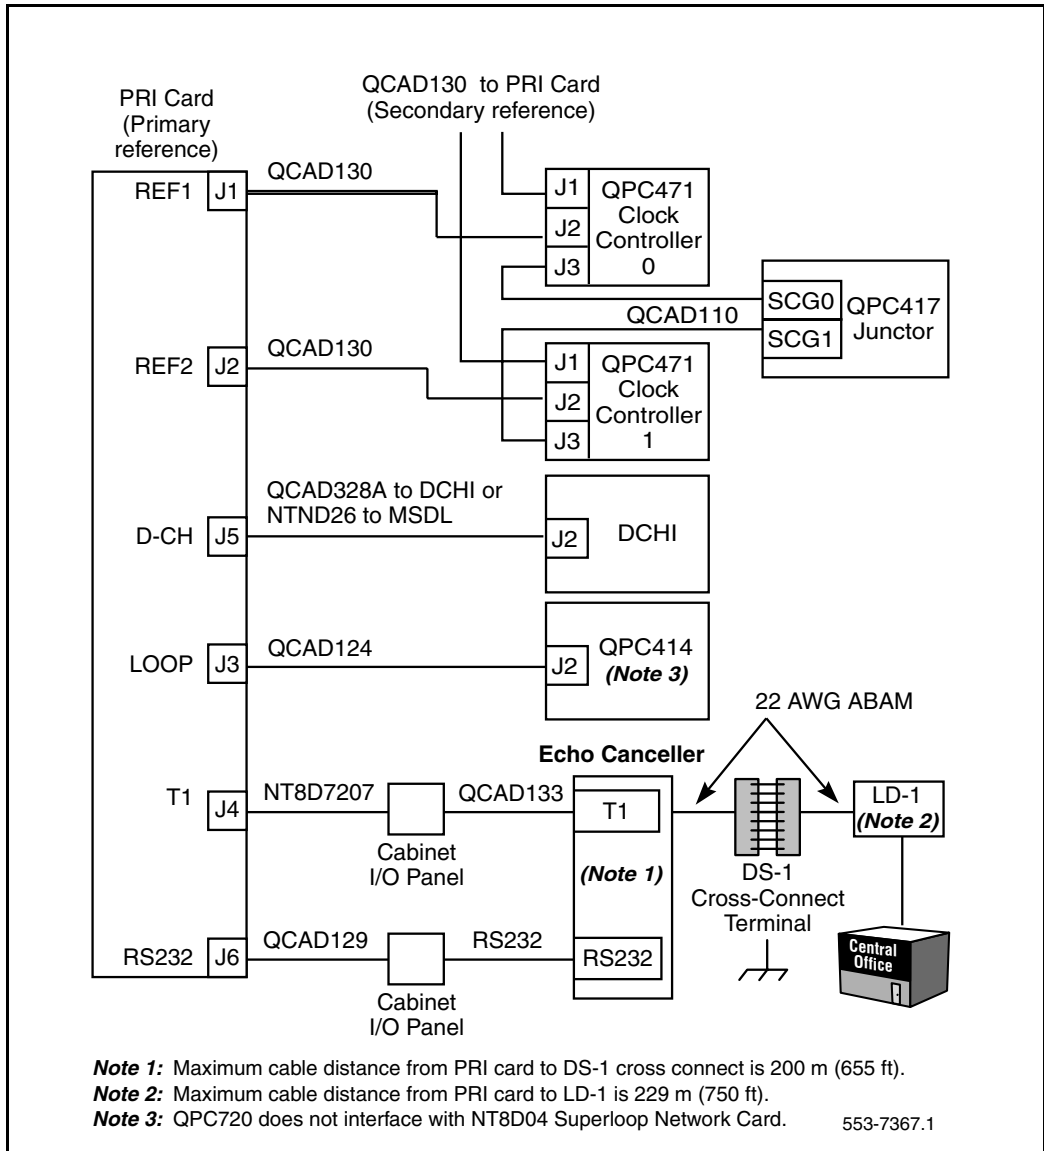 QCAD130 to PRI Card
(Secondary reference)
PRI Card
(Primary
reference)
REF1 J1
QCAD130
J1
J2
J3
QPC471
Clock
Controller
0
SCG0
SCG1
QPC417
Junctor
QCAD110
REF2 J2
QCAD130
J1
J2
J3
QPC471
Clock
Controller
1
D-CH J5
QCAD328A to DCHI or
NTND26 to MSDL
J2 DCHI
LOOP J3
QCAD124
J2
QPC414
(Note 3)
22 AWG ABAM
Echo Canceller
T1
J4
NT8D7207
Cabinet
I/O Panel
QCAD133
T1
(Note 1)
DS-1
Cross-Connect
Terminal
LD-1
(Note 2)
Central
Office
RS232 J6
QCAD129
Cabinet
I/O Panel
RS232
RS232
Note 1: Maximum cable distance from PRI card to DS-1 cross connect is 200 m (655 ft).
Note 2: Maximum cable distance from PRI card to LD-1 is 229 m (750 ft).
Note 3: QPC720 does not interface with NT8D04 Superloop Network Card.
553-7367.1